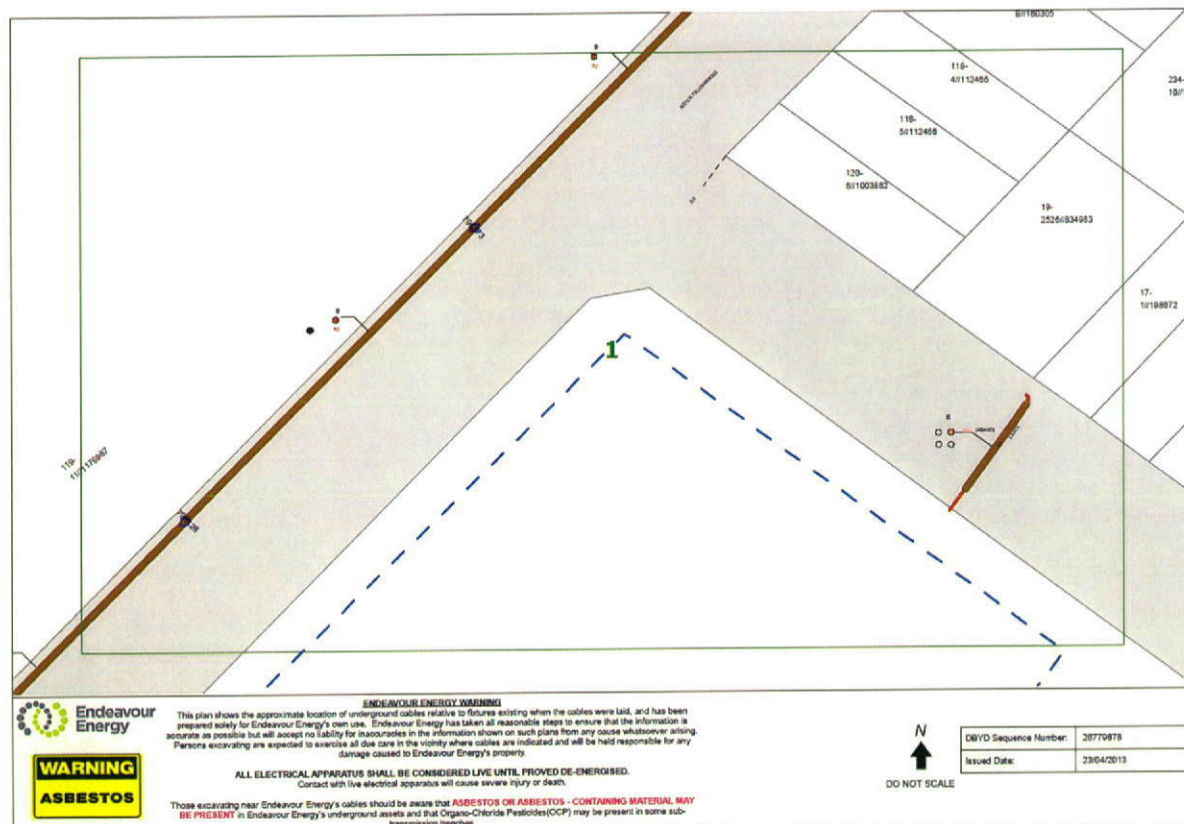 B//160305
118-
4//112466
234-
118-
5//112466
120-
6//1003862
19-
2526//834953
17-
1//198672
1
119-
11//1176987
Endeavour
Energy
WARNING
ASBESTOS
ENDEAVOUR ENERGY WARNING
This plan shows the approximate location of underground cables relative to fixtures existing when the cables were laid, and has been
prepared solely for Endeavour Energy's own use. Endeavour Energy has taken all reasonable steps to ensure that the information is
accurate as possible but will accept no liability for inaccuracies in the information shown on such plans from any cause whatsoever arising.
Persons excavating are expected to exercise all due care in the vicinity where cables are indicated and will be held responsible for any
damage caused to Endeavour Energy's property.
ALL ELECTRICAL APPARATUS SHALL BE CONSIDERED LIVE UNTIL PROVED DE-ENERGISED.
Contact with live electrical apparatus will cause severe injury or death.
Those excavating near Endeavour Energy's cables should be aware that ASBESTOS OR ASBESTOS - CONTAINING MATERIAL MAY
BE PRESENT in Endeavour Energy's underground assets and that Organo-Chloride Pesticides(OCP) may be present in some sub-
transmission trenches
N
DO NOT SCALE
DBYD Sequence Number: 28779878
Issued Date: 23/04/2013